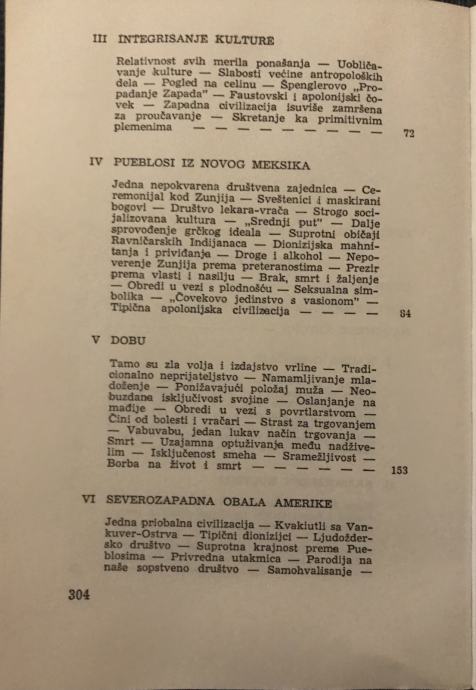 III INTEGRISANJE KULTURE
Relativnost svih merila ponašanja — Uobliča-
vanje kulture — Slabosti većine antropoloških
dela — Pogled na celinu — Špenglerovo „Pro-
padanje Zapada" — Faustovski i apolonijski čo-
vek — Zapadna civilizacija isuviše zamršena
za proučavanje — Skretanje ka primitivnim
plemenima — — — — — — — — — 72
IV PUEBLOSI IZ NOVOG MEKSIKA
Jedna nepokvarena društvena zajednica — Ce-
remonijal kod Zunjija — Sveštenici i maskirani
bogovi — Društvo lekara-vrača — Strogo soci-
jalizovana kultura — „Srednji put" — Dalje
sprovođenje grčkog ideala — Suprotni običaji
Ravničarskih Indijanaca — Dionizijska mahni-
tanja i priviđanja — Droge i alkohol — Nepo-
verenje Zunjija prema preteranostima — Prezir
prema vlasti i nasilju — Brak, smrt i žaljenje
— Obredi u vezi s plodnošću — Seksualna sim-
bolika — „Čovekovo jedinstvo s vasionom" —
Tipična apolonijska civilizacija — — — — 84
V DOBU
Tamo su zla volja i izdajstvo vrline — Tradi-
cionalno neprijateljstvo — Namamljivanje mla-
doženje — Ponižavajući položaj muža — Neo-
buzdana isključivost svojine — Oslanjanje na
mađije — Obredi u vezi s povrtlarstvom —
Čini od bolesti i vračari — Strast za trgovanjem
— Vabuvabu, jedan lukav način trgovanja —
Smrt — Uzajamna optuživanje među nadžive-
lim — Isključenost smeha — Sramežljivost —
Borba na život i smrt — — — — — — 153
VI SEVEROZAPADNA OBALA AMERIKE
Jedna priobalna civilizacija — Kvakiutli sa Van-
kuver-Ostrva — Tipični dionizijci — Ljudožder-
sko društvo — Suprotna krajnost preme Pue-
blosima — Privredna utakmica — Parodija na
naše sopstveno društvo — Samohvalisanje —
304